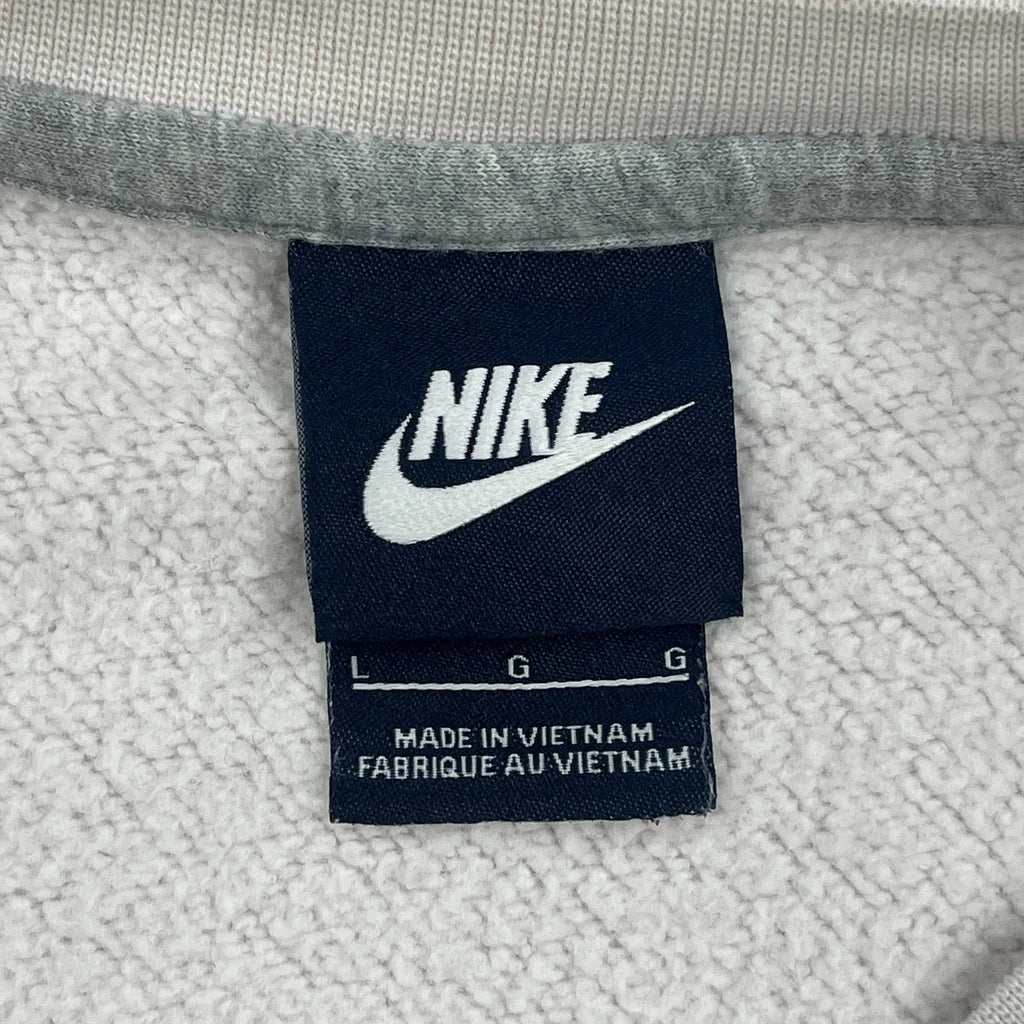 NIKE
L G G
MADE IN VIETNAM
FABRIQUE AU VIETNAM